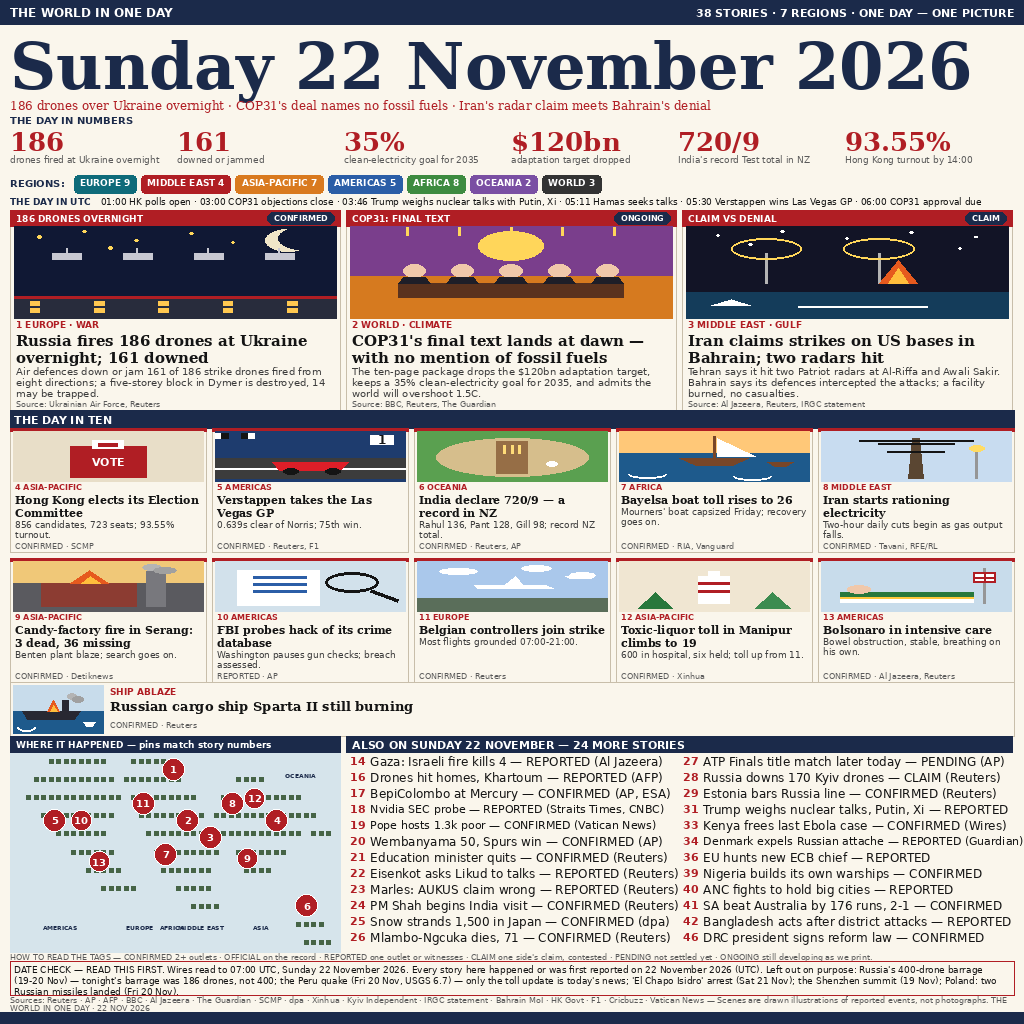 THE WORLD IN ONE DAY
38 STORIES · 7 REGIONS · ONE DAY — ONE PICTURE
Sunday 22 November 2026
186 drones over Ukraine overnight · COP31's deal names no fossil fuels · Iran's radar claim meets Bahrain's denial
THE DAY IN NUMBERS
186
drones fired at Ukraine overnight
161
downed or jammed
35%
clean-electricity goal for 2035
$120bn
adaptation target dropped
720/9
India's record Test total in NZ
93.55%
Hong Kong turnout by 14:00
REGIONS:
EUROPE 9
MIDDLE EAST 4
ASIA-PACIFIC 7
AMERICAS 5
AFRICA 8
OCEANIA 2
WORLD 3
THE DAY IN UTC 01:00 HK polls open · 03:00 COP31 objections close · 03:46 Trump weighs nuclear talks with Putin, Xi · 05:11 Hamas seeks talks · 05:30 Verstappen wins Las Vegas GP · 06:00 COP31 approval due
186 DRONES OVERNIGHT
CONFIRMED
1 EUROPE · WAR
Russia fires 186 drones at Ukraine
overnight; 161 downed
Air defences down or jam 161 of 186 strike drones fired from
eight directions; a five-storey block in Dymer is destroyed, 14
may be trapped.
Source: Ukrainian Air Force, Reuters
COP31: FINAL TEXT
ONGOING
2 WORLD · CLIMATE
COP31's final text lands at dawn —
with no mention of fossil fuels
The ten-page package drops the $120bn adaptation target,
keeps a 35% clean-electricity goal for 2035, and admits the
world will overshoot 1.5C.
Source: BBC, Reuters, The Guardian
CLAIM VS DENIAL
CLAIM
3 MIDDLE EAST · GULF
Iran claims strikes on US bases in
Bahrain; two radars hit
Tehran says it hit two Patriot radars at Al-Riffa and Awali Sakir.
Bahrain says its defences intercepted the attacks; a facility
burned, no casualties.
Source: Al Jazeera, Reuters, IRGC statement
THE DAY IN TEN
VOTE
4 ASIA-PACIFIC
Hong Kong elects its Election
Committee
856 candidates, 723 seats; 93.55%
turnout.
CONFIRMED · SCMP
1
5 AMERICAS
Verstappen takes the Las
Vegas GP
0.639s clear of Norris; 75th win.
CONFIRMED · Reuters, F1
6 OCEANIA
India declare 720/9 — a
record in NZ
Rahul 136, Pant 128, Gill 98; record NZ
total.
CONFIRMED · Reuters, AP
7 AFRICA
Bayelsa boat toll rises to 26
Mourners' boat capsized Friday; recovery
goes on.
CONFIRMED · RIA, Vanguard
8 MIDDLE EAST
Iran starts rationing
electricity
Two-hour daily cuts begin as gas output
falls.
CONFIRMED · Tavani, RFE/RL
9 ASIA-PACIFIC
Candy-factory fire in Serang:
3 dead, 36 missing
Benten plant blaze; search goes on.
CONFIRMED · Detiknews
10 AMERICAS
FBI probes hack of its crime
database
Washington pauses gun checks; breach
assessed.
REPORTED · AP
11 EUROPE
Belgian controllers join strike
Most flights grounded 07:00-21:00.
CONFIRMED · Reuters
12 ASIA-PACIFIC
Toxic-liquor toll in Manipur
climbs to 19
600 in hospital, six held; toll up from 11.
CONFIRMED · Xinhua
13 AMERICAS
Bolsonaro in intensive care
Bowel obstruction, stable, breathing on
his own.
CONFIRMED · Al Jazeera, Reuters
SHIP ABLAZE
Russian cargo ship Sparta II still burning
CONFIRMED · Reuters
WHERE IT HAPPENED — pins match story numbers
1
OCEANIA
11
8
12
5
10
2
4
3
7
9
13
6
AMERICAS
EUROPE
AFRICA
MIDDLE EAST
ASIA
ALSO ON SUNDAY 22 NOVEMBER — 24 MORE STORIES
14 Gaza: Israeli fire kills 4 — REPORTED (Al Jazeera)
16 Drones hit homes, Khartoum — REPORTED (AFP)
17 BepiColombo at Mercury — CONFIRMED (AP, ESA)
18 Nvidia SEC probe — REPORTED (Straits Times, CNBC)
19 Pope hosts 1.3k poor — CONFIRMED (Vatican News)
20 Wembanyama 50, Spurs win — CONFIRMED (AP)
21 Education minister quits — CONFIRMED (Reuters)
22 Eisenkot asks Likud to talks — REPORTED (Reuters)
23 Marles: AUKUS claim wrong — REPORTED (Reuters)
24 PM Shah begins India visit — CONFIRMED (Reuters)
25 Snow strands 1,500 in Japan — CONFIRMED (dpa)
26 Mlambo-Ngcuka dies, 71 — CONFIRMED (Reuters)
27 ATP Finals title match later today — PENDING (AP)
28 Russia downs 170 Kyiv drones — CLAIM (Reuters)
29 Estonia bars Russia line — CONFIRMED (Reuters)
31 Trump weighs nuclear talks, Putin, Xi — REPORTED
33 Kenya frees last Ebola case — CONFIRMED (Wires)
34 Denmark expels Russian attache — REPORTED (Guardian)
36 EU hunts new ECB chief — REPORTED
39 Nigeria builds its own warships — CONFIRMED
40 ANC fights to hold big cities — REPORTED
41 SA beat Australia by 176 runs, 2-1 — CONFIRMED
42 Bangladesh acts after district attacks — REPORTED
46 DRC president signs reform law — CONFIRMED
HOW TO READ THE TAGS — CONFIRMED 2+ outlets · OFFICIAL on the record · REPORTED one outlet or witnesses · CLAIM one side's claim, contested · PENDING not settled yet · ONGOING still developing as we print.
DATE CHECK — READ THIS FIRST. Wires read to 07:00 UTC, Sunday 22 November 2026. Every story here happened or was first reported on 22 November 2026 (UTC). Left out on purpose: Russia's 400-drone barrage
(19-20 Nov) — tonight's barrage was 186 drones, not 400; the Peru quake (Fri 20 Nov, USGS 6.7) — only the toll update is today's news; 'El Chapo Isidro' arrest (Sat 21 Nov); the Shenzhen summit (19 Nov); Poland: two
Russian missiles landed (Fri 20 Nov).
Sources: Reuters · AP · AFP · BBC · Al Jazeera · The Guardian · SCMP · dpa · Xinhua · Kyiv Independent · IRGC statement · Bahrain MoI · HK Govt · F1 · Cricbuzz · Vatican News — Scenes are drawn illustrations of reported events, not photographs. THE
WORLD IN ONE DAY · 22 NOV 2026